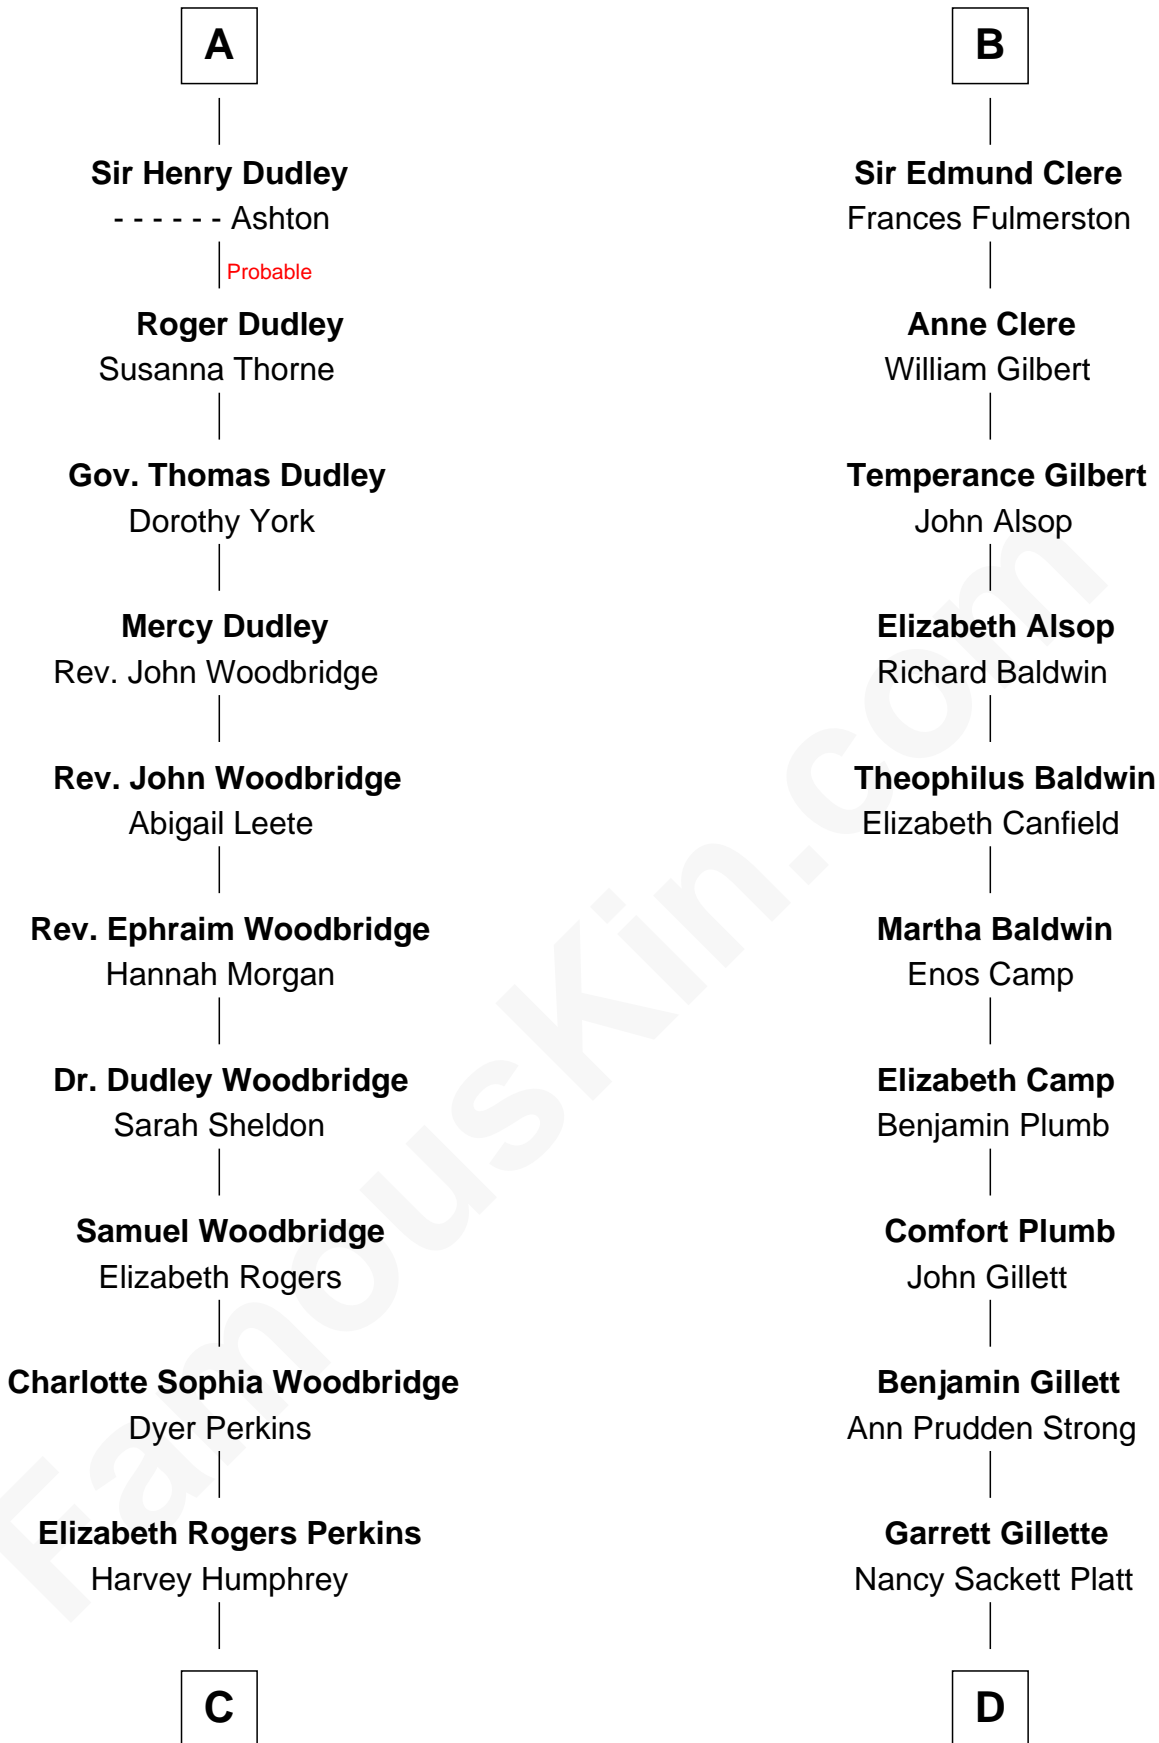 A
Sir Henry Dudley
- - - - - - Ashton
Probable
Roger Dudley
Susanna Thorne
Gov. Thomas Dudley
Dorothy York
Mercy Dudley
Rev. John Woodbridge
Rev. John Woodbridge
Abigail Leete
Rev. Ephraim Woodbridge
Hannah Morgan
Dr. Dudley Woodbridge
Sarah Sheldon
Samuel Woodbridge
Elizabeth Rogers
Charlotte Sophia Woodbridge
Dyer Perkins
Elizabeth Rogers Perkins
Harvey Humphrey
C
B
Sir Edmund Clere
Frances Fulmerston
Anne Clere
William Gilbert
Temperance Gilbert
John Alsop
Elizabeth Alsop
Richard Baldwin
Theophilus Baldwin
Elizabeth Canfield
Martha Baldwin
Enos Camp
Elizabeth Camp
Benjamin Plumb
Comfort Plumb
John Gillett
Benjamin Gillett
Ann Prudden Strong
Garrett Gillette
Nancy Sackett Platt
D
FamousKin.com